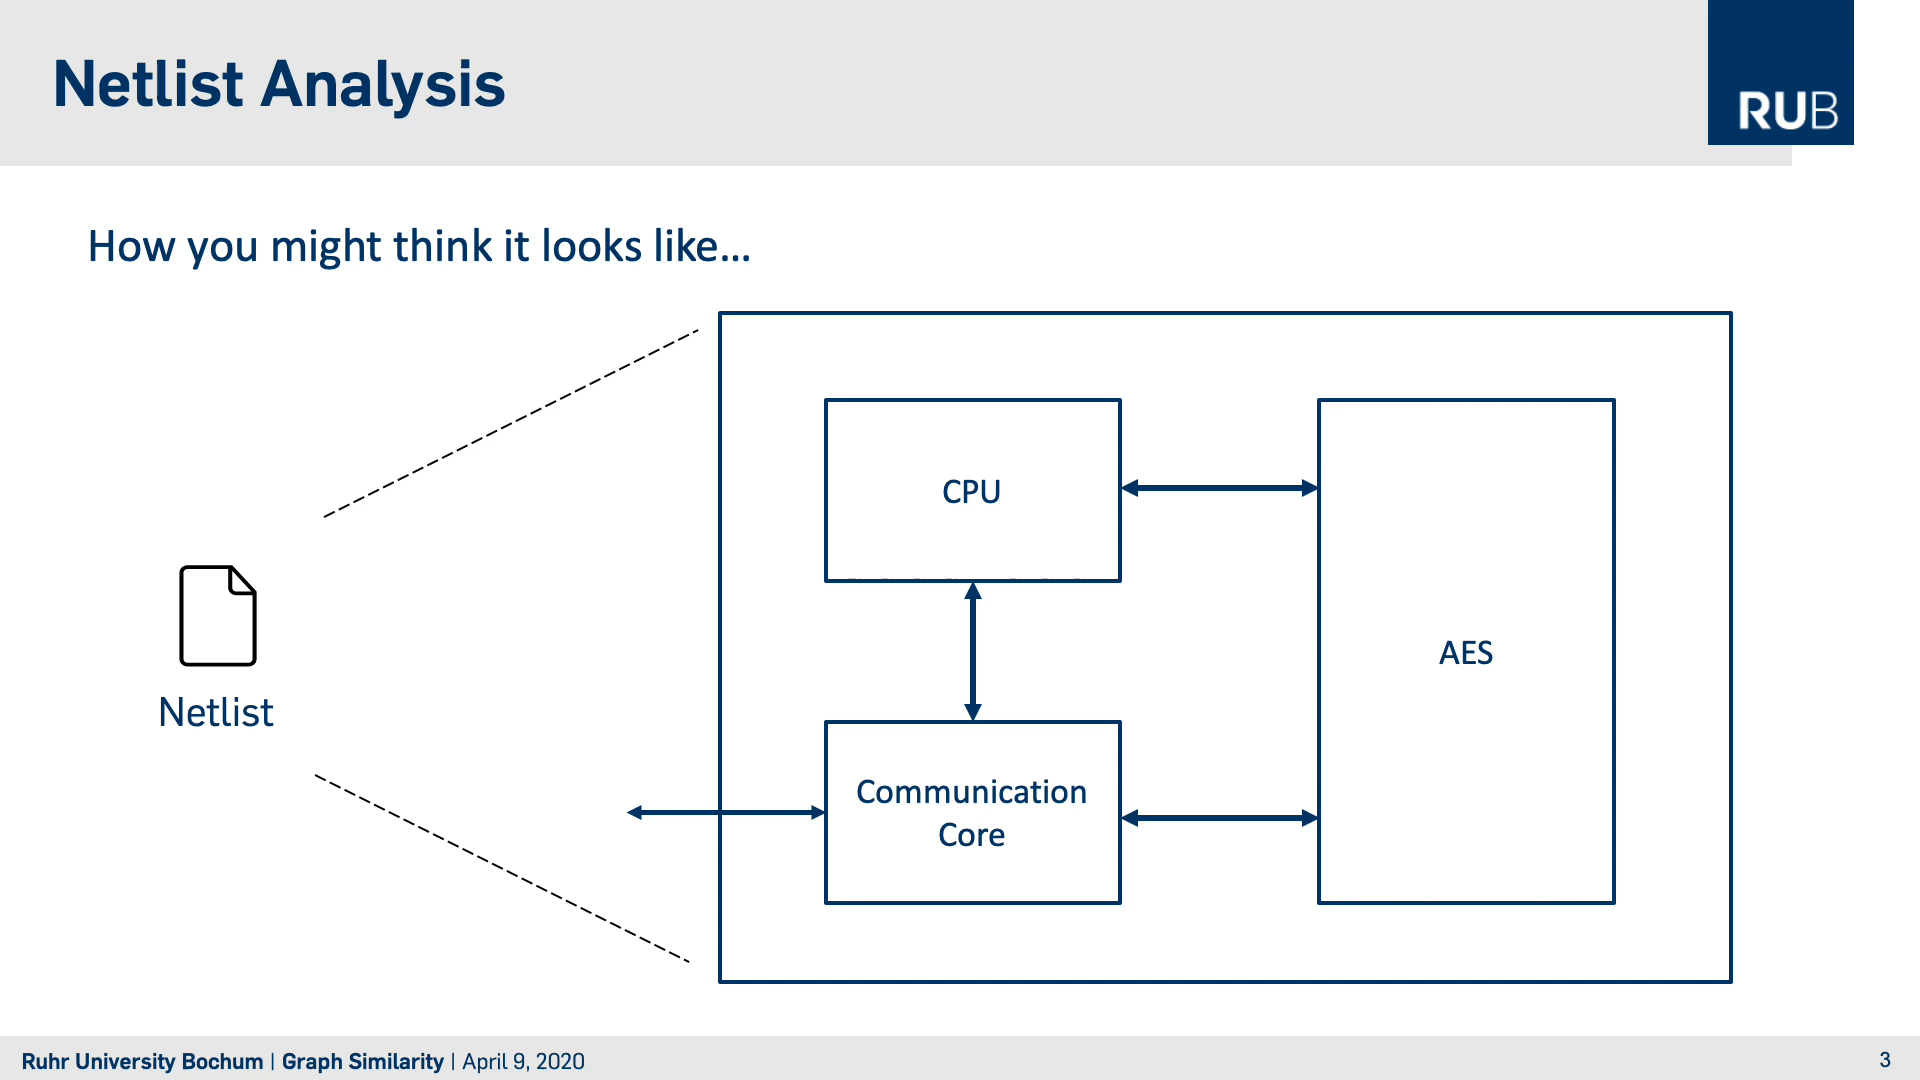 Netlist Analysis
RUB
How you might think it looks like...
CPU
AES
Netlist
Communication
Core
Ruhr University Bochum | Graph Similarity | April 9, 2020
3